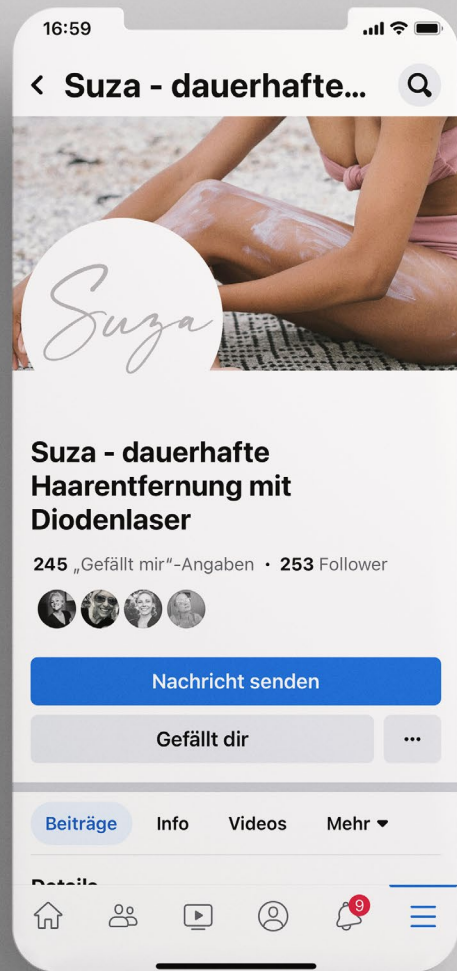 16:59
Suza - dauerhafte...
Suza
Suza - dauerhafte
Haarentfernung mit
Diodenlaser
245 „Gefällt mir“-Angaben • 253 Follower
Nachricht senden
Gefällt dir
Beiträge Info Videos Mehr
Details
9